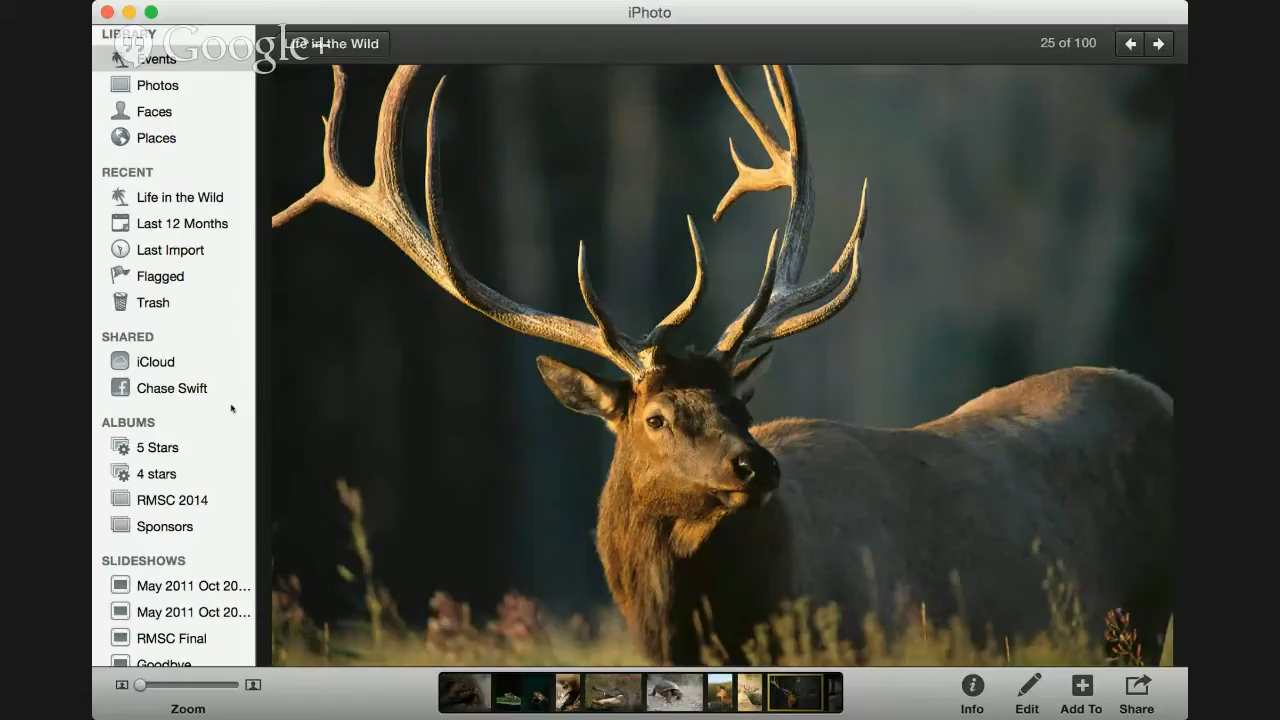 iPhoto
LIBRARY
Google+
Life in the Wild
25 of 100
Events
Photos
Faces
Places
RECENT
Life in the Wild
Last 12 Months
Last Import
Flagged
Trash
SHARED
iCloud
Chase Swift
ALBUMS
5 Stars
4 stars
RMSC 2014
Sponsors
SLIDESHOWS
May 2011 Oct 20...
May 2011 Oct 20...
RMSC Final
Goodbye
Zoom
Info
Edit
Add To
Share